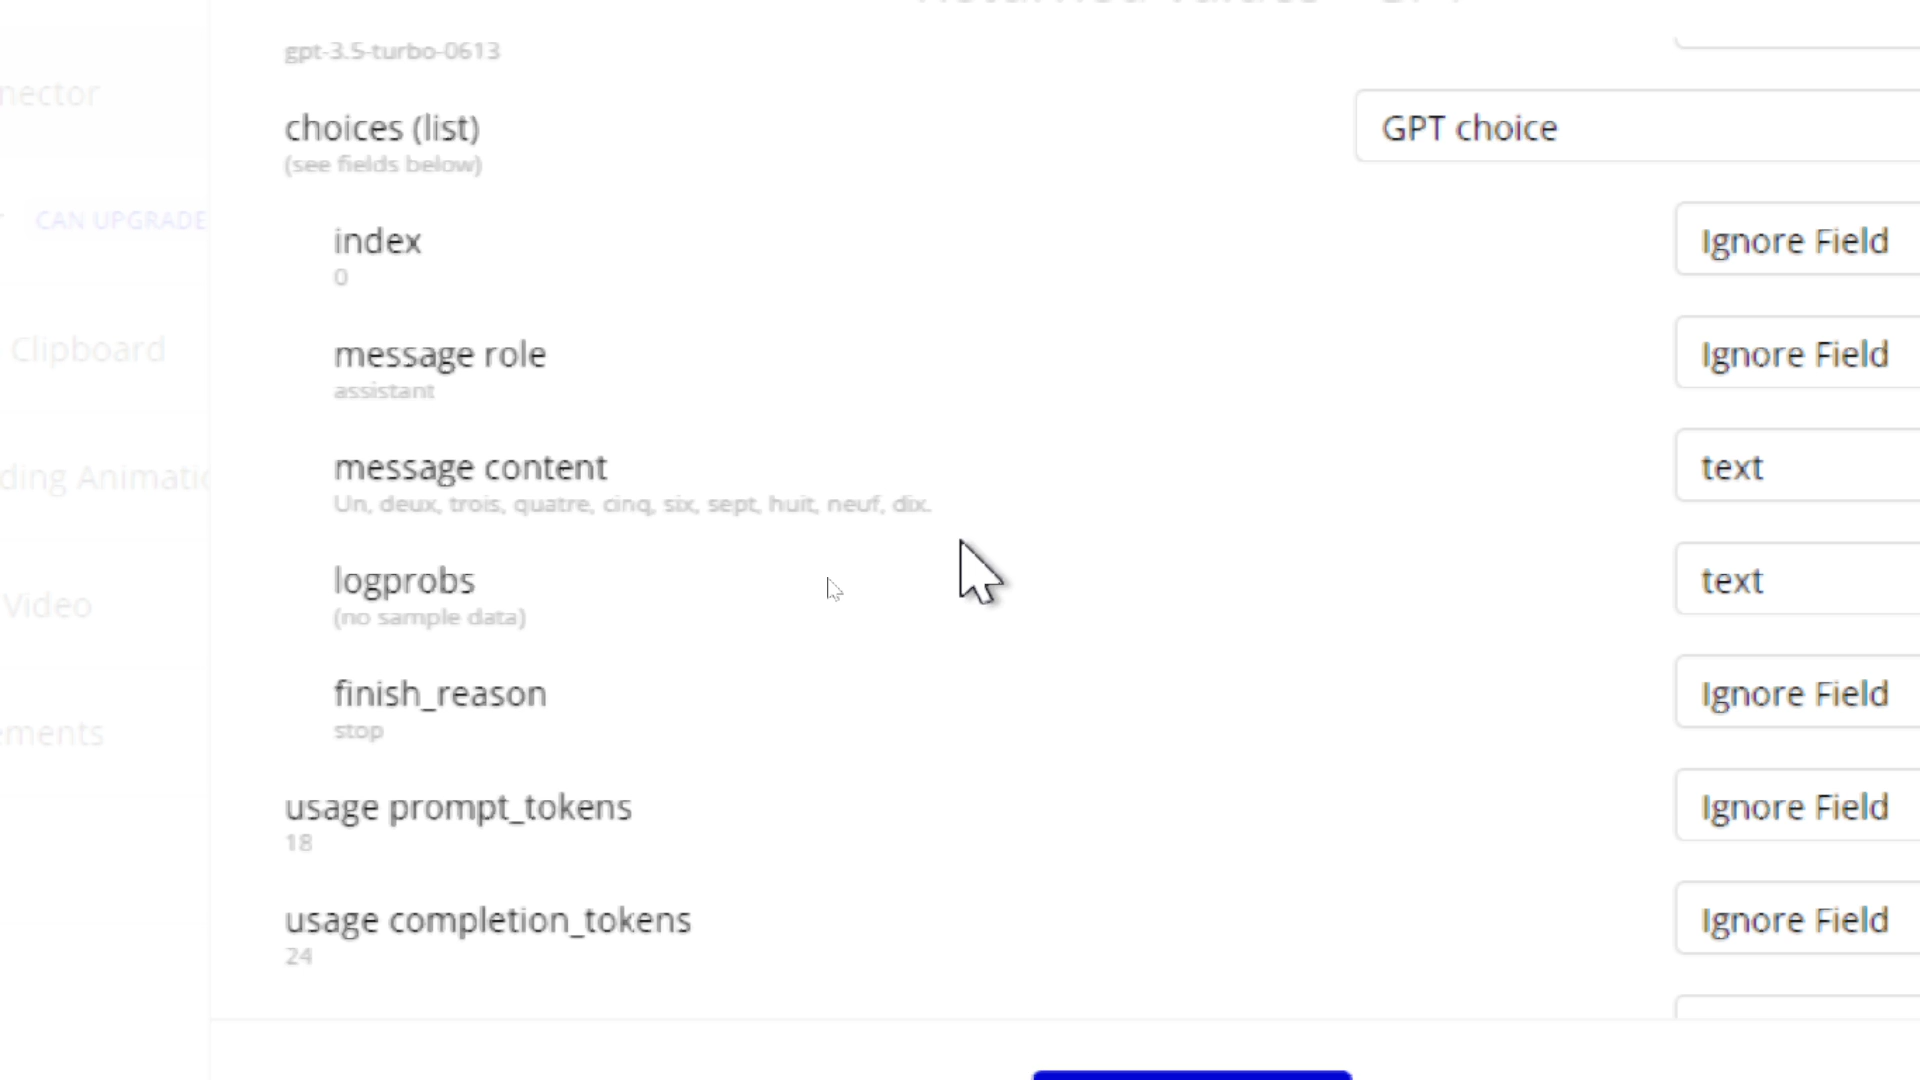 gpt-3.5-turbo-0613
nector
choices (list)
GPT choice
(see fields below)
CAN UPGRADE
index
Ignore Field
0
Clipboard
message role
Ignore Field
assistant
message content
text
ding Animatio
Un, deux, trois, quatre, cinq, six, sept, huit, neuf, dix.
logprobs
text
Video
(no sample data)
finish_reason
Ignore Field
stop
ements
usage prompt_tokens
Ignore Field
18
usage completion_tokens
Ignore Field
24